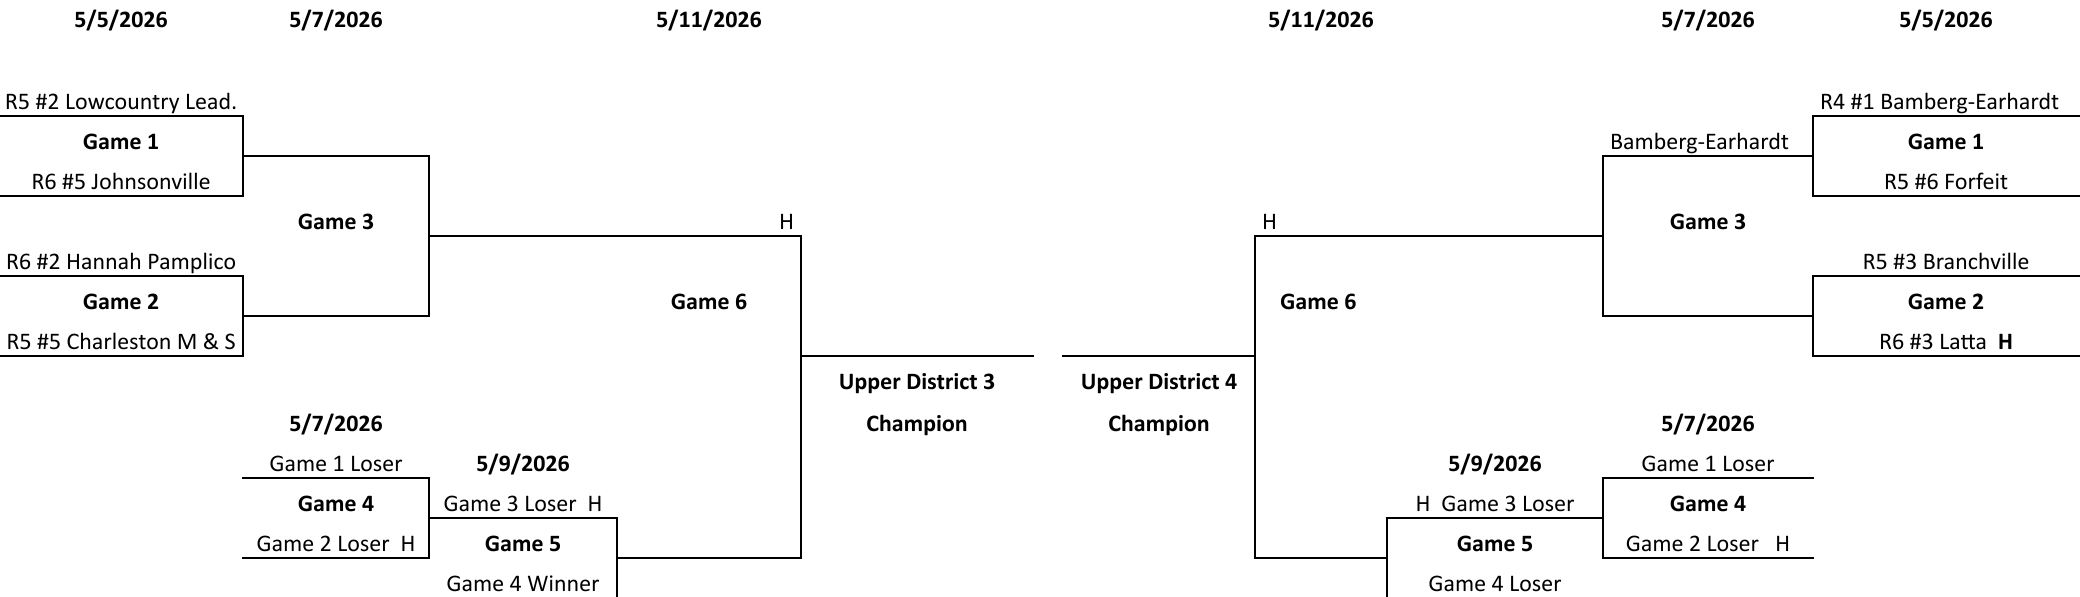 5/5/2026 5/7/2026 5/11/2026 5/11/2026 5/7/2026 5/5/2026
R5 #2 Lowcountry Lead. R4 #1 Bamberg-Earhardt
Game 1 Bamberg-Earhardt Game 1
R6 #5 Johnsonville R5 #6 Forfeit
Game 3 H H Game 3
R6 #2 Hannah Pamplico R5 #3 Branchville
Game 2 Game 6 Game 6 Game 2
R5 #5 Charleston M & S R6 #3 Latta H
Upper District 3 Upper District 4
5/7/2026 Champion Champion 5/7/2026
Game 1 Loser 5/9/2026 5/9/2026 Game 1 Loser
Game 4 Game 3 Loser H H Game 3 Loser Game 4
Game 2 Loser H Game 5 Game 5 Game 2 Loser H
Game 4 Winner Game 4 Loser